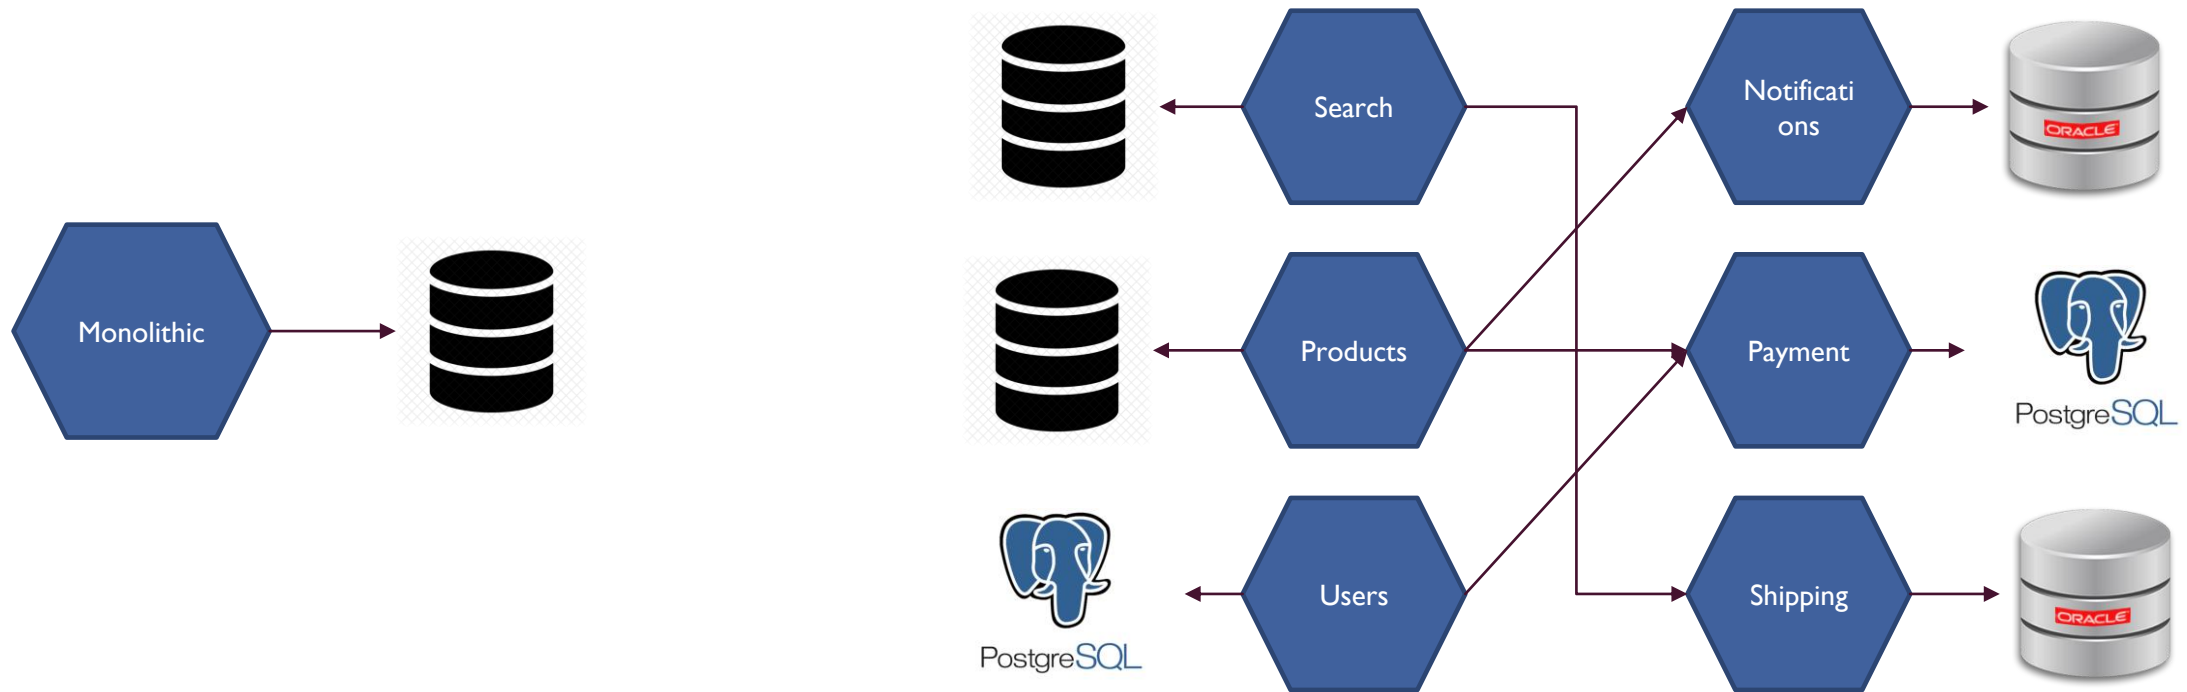 Monolithic
Search
Notificati
ons
ORACLE
Products
Payment
PostgreSQL
Users
Shipping
PostgreSQL
ORACLE